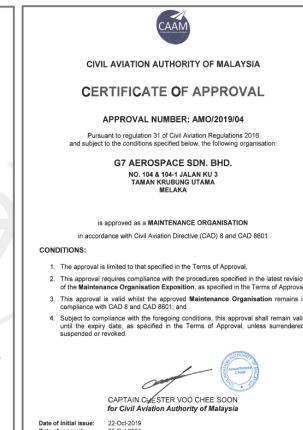 CAAM
CIVIL AVIATION AUTHORITY OF MALAYSIA
CERTIFICATE OF APPROVAL
APPROVAL NUMBER: AMO/2019/04
Pursuant to regulation 31 of Civil Aviation Regulations 2016
and subject to the conditions specified below, the following organisation:
G7 AEROSPACE SDN. BHD.
NO. 104 & 104-1 JALAN KU 3
TAMAN KRUBUNG UTAMA
MELAKA
is approved as a MAINTENANCE ORGANISATION
in accordance with Civil Aviation Directive (CAD) 8 and CAD 8601
CONDITIONS:
1. The approval is limited to that specified in the Terms of Approval,
2. This approval requires compliance with the procedures specified in the latest revision
of the Maintenance Organisation Exposition, as specified in the Terms of Approval
3. This approval is valid whilst the approved Maintenance Organisation remains i
compliance with CAD 8 and CAD 8601; and
4. Subject to compliance with the foregoing conditions, this approval shall remain vali
until the expiry date, as specified in the Terms of Approval, unless surrendered
suspended or revoked.
CAPTAIN CHESTER VOO CHEE SOON
for Civil Aviation Authority of Malaysia
Date of initial issue: 22-Oct-2019